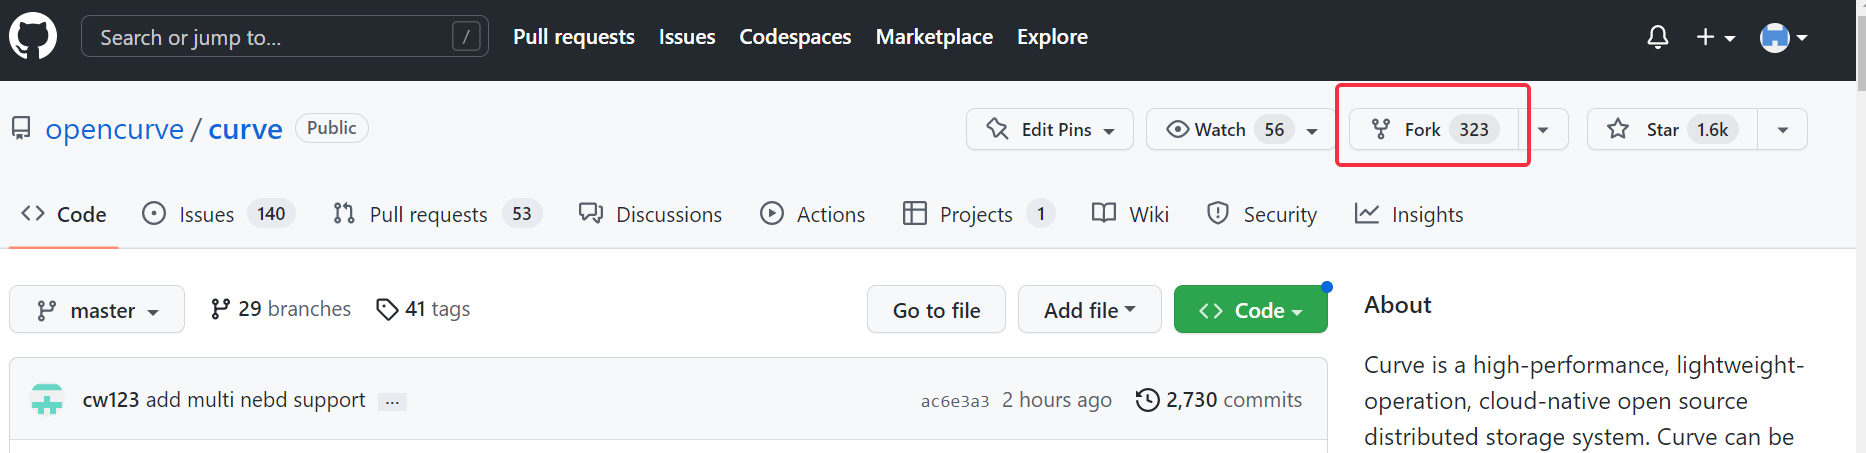 Search or jump to... / Pull requests Issues Codespaces Marketplace Explore
opencurve / curve Public Edit Pins Watch 56 Fork 323 Star 1.6k
Code Issues 140 Pull requests 53 Discussions Actions Projects 1 Wiki Security Insights
master 29 branches 41 tags Go to file Add file Code
About
cw123 add multi nebd support ... ac6e3a3 2 hours ago 2,730 commits
Curve is a high-performance, lightweight-
operation, cloud-native open source
distributed storage system. Curve can be